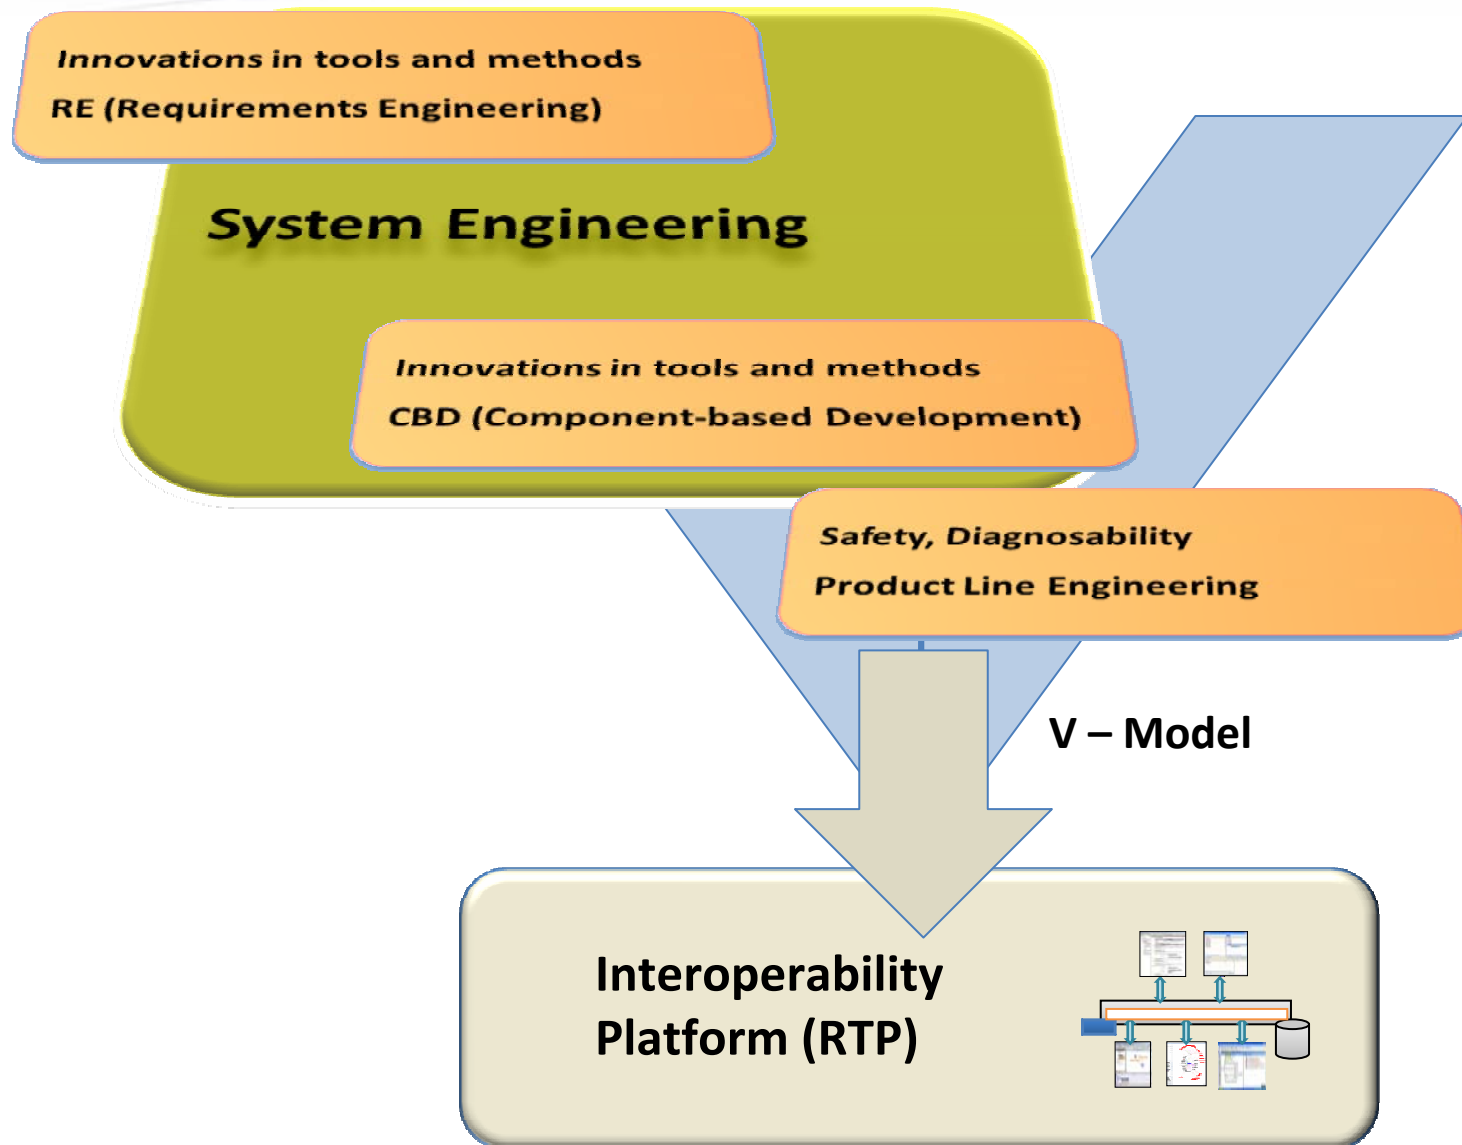 Innovations in tools and methods
RE (Requirements Engineering)
System Engineering
Innovations in tools and methods
CBD (Component-based Development)
Safety, Diagnosability
Product Line Engineering
V – Model
Interoperability
Platform (RTP)